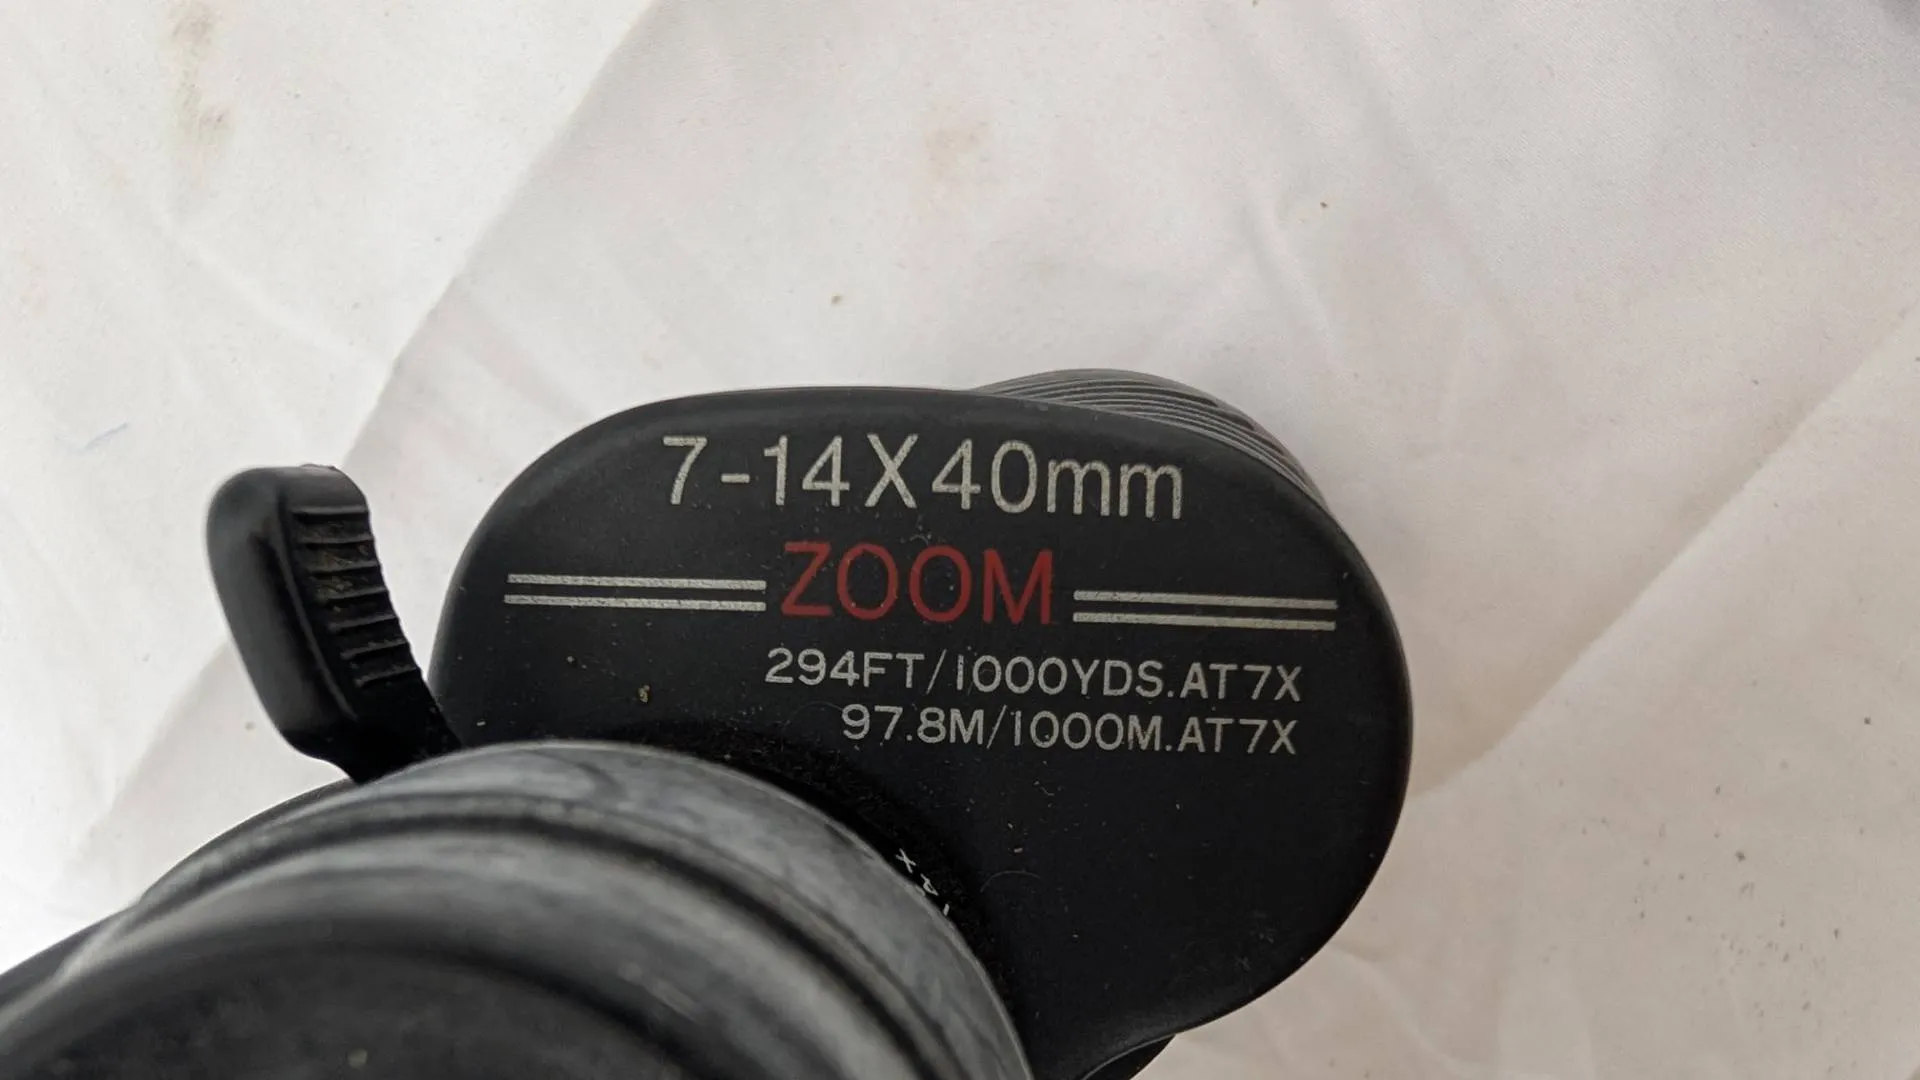 7-14X40mm
ZOOM
294FT/1000YDS.AT7X
97.8M/1000M.AT7X